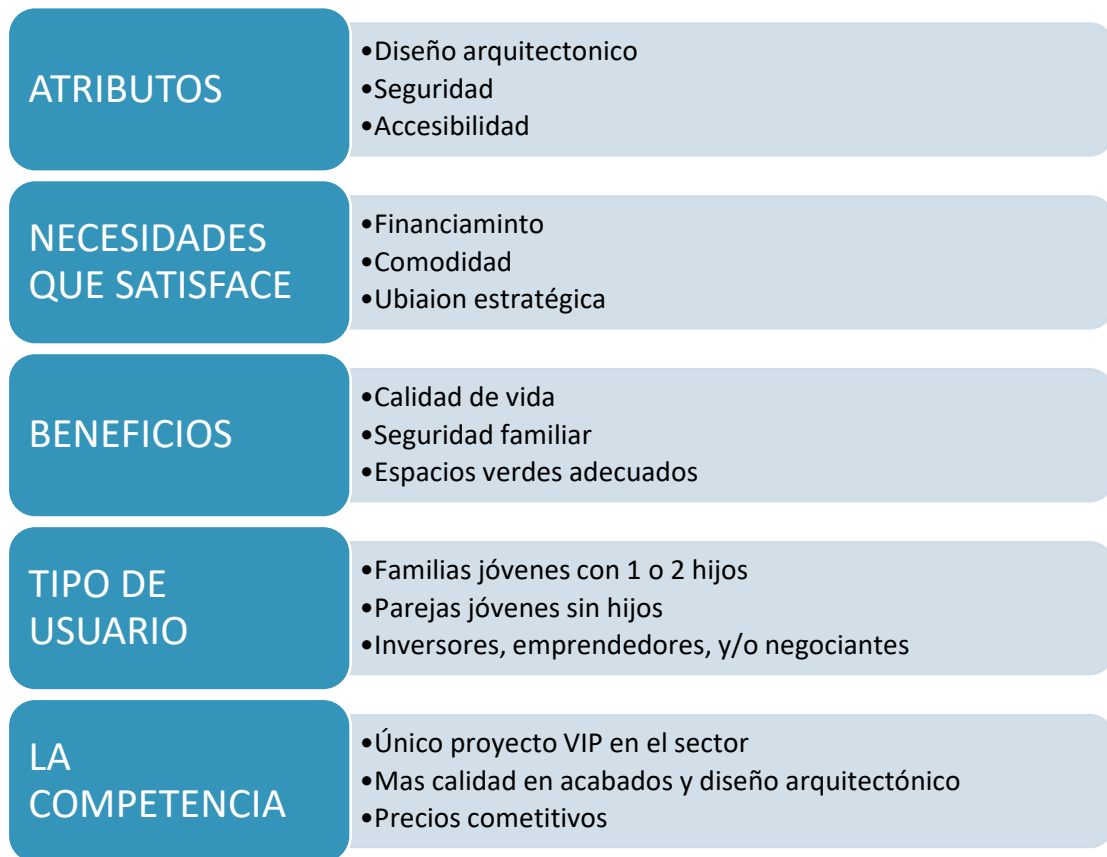 ATRIBUTOS
•Diseño arquitectonico
•Seguridad
•Accesibilidad
NECESIDADES
QUE SATISFACE
•Financiaminto
•Comodidad
•Ubiaion estratégica
BENEFICIOS
•Calidad de vida
•Seguridad familiar
•Espacios verdes adecuados
TIPO DE
USUARIO
•Familias jóvenes con 1 o 2 hijos
•Parejas jóvenes sin hijos
•Inversores, emprendedores, y/o negociantes
LA
COMPETENCIA
•Único proyecto VIP en el sector
•Mas calidad en acabados y diseño arquitectónico
•Precios cometitivos